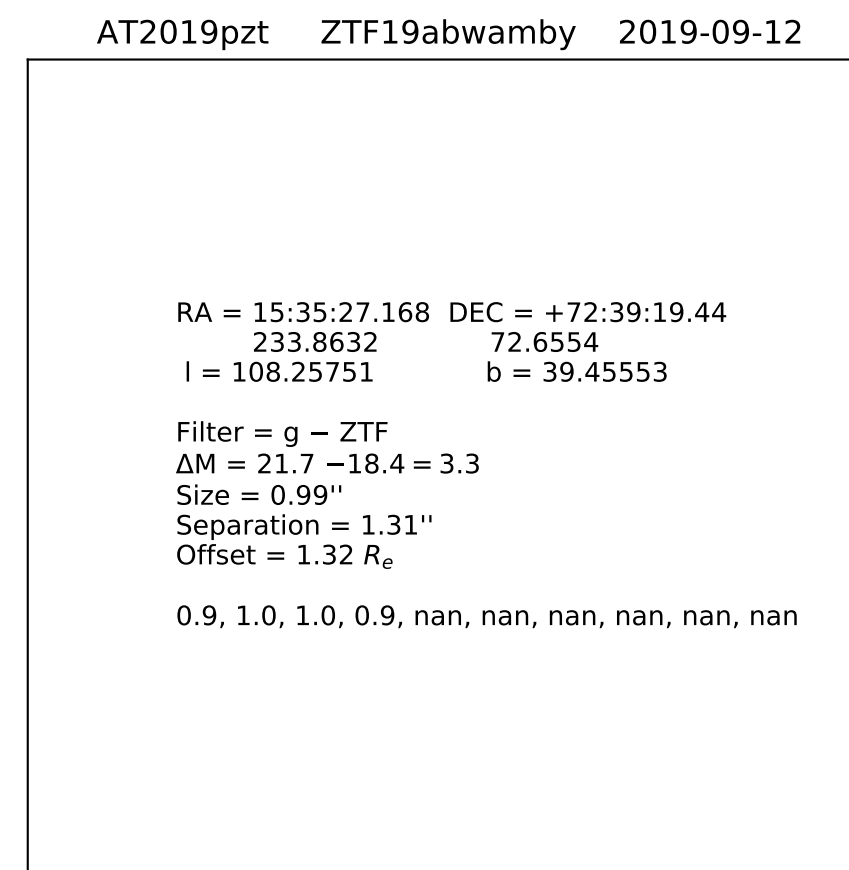 AT2019pzt ZTF19abwamby 2019-09-12
RA = 15:35:27.168 DEC = +72:39:19.44
233.8632 72.6554
l = 108.25751 b = 39.45553
Filter = g − ZTF
ΔM = 21.7 −18.4 = 3.3
Size = 0.99''
Separation = 1.31''
Offset = 1.32 Re
0.9, 1.0, 1.0, 0.9, nan, nan, nan, nan, nan, nan